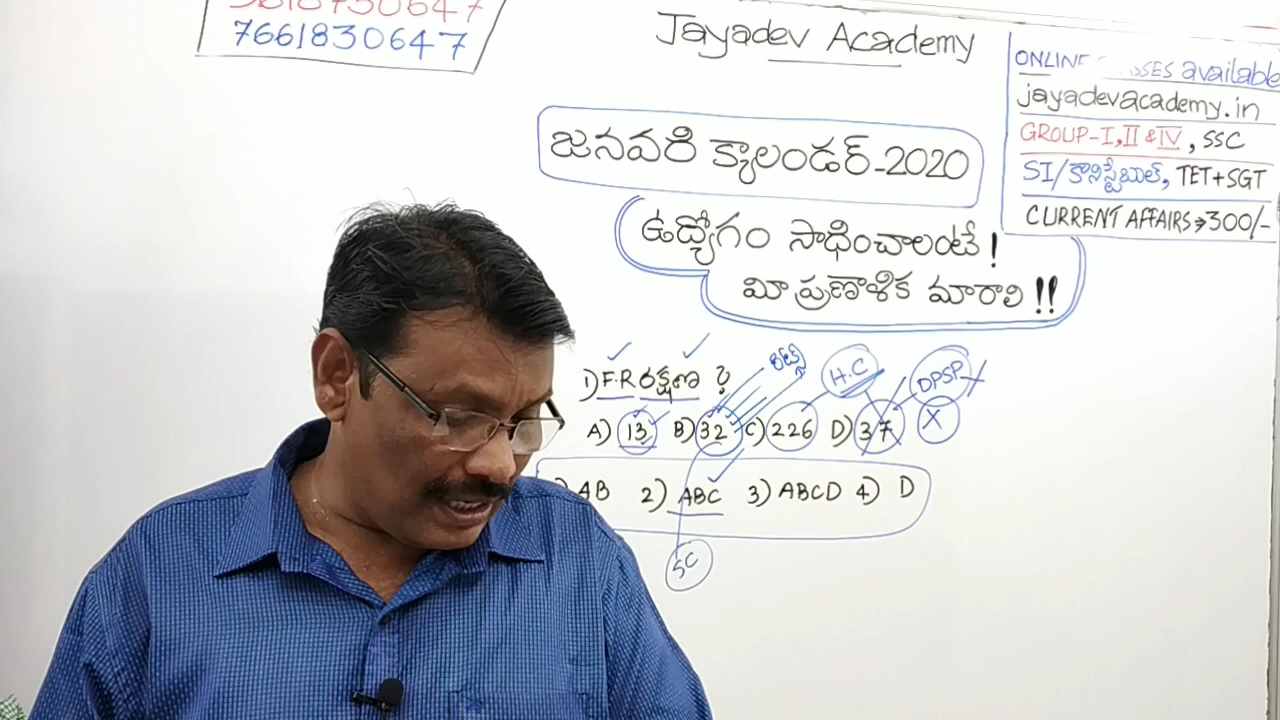 7661830647
Jayadev Academy
ONLINE available
jayadevacademy.in
GROUP-I, II & IV, SSC
SI/కానిస్టేబుల్, TET+SGT
CURRENT AFFAIRS→300/-
జనవరి క్యాలండర్-2020
ఉద్యోగం సాధించాలంటే!
మీ ప్రణాళిక మారాలి!!
రిట్స్
H.C
DPSP X
1) F.R రక్షణ ?
A) 13 B) 32 C) 226 D) 37 X
AB 2) ABC 3) ABCD 4) D
SC